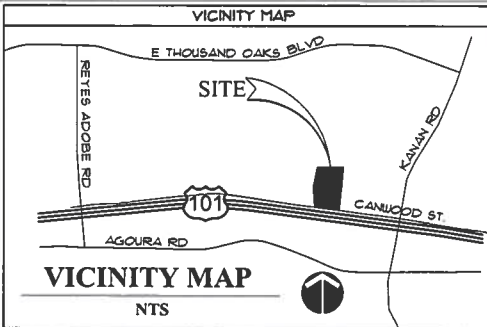 VICINITY MAP
E THOUSAND OAKS BLVD
REYES ADOBE RD
SITE
KANAN RD
101
CANWOOD ST.
AGOURA RD
VICINITY MAP
NTS